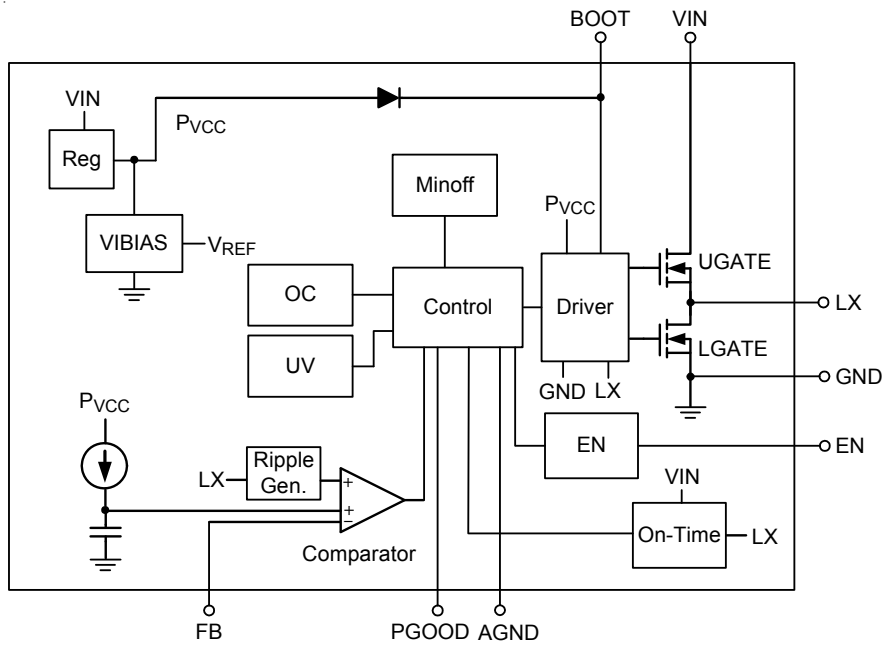 BOOT
VIN
VIN
PVCC
Reg
Minoff
PVCC
VIBIAS
VREF
UGATE
OC
Control
Driver
LX
UV
LGATE
GND
LX
GND
PVCC
EN
EN
LX
Ripple
Gen.
+
+
−
VIN
Comparator
On-Time
LX
FB
PGOOD
AGND